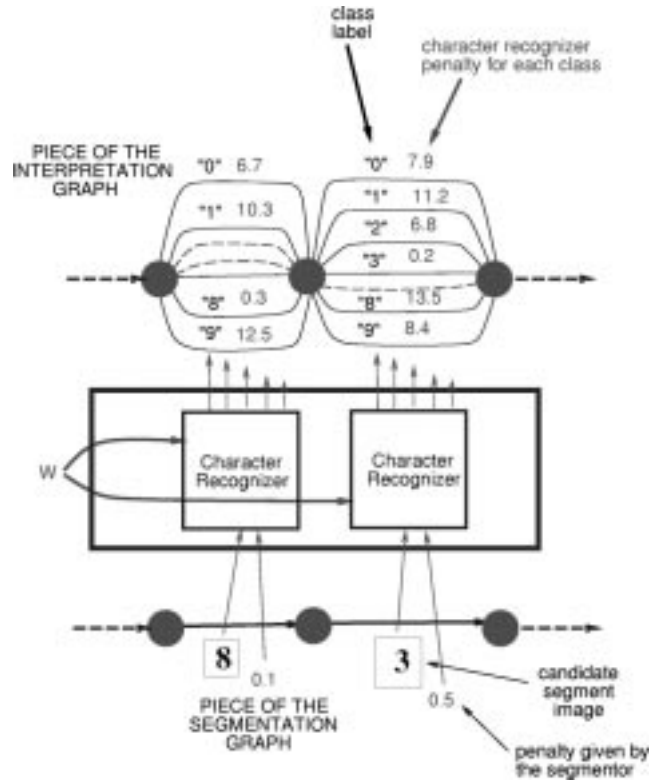 class
label
character recognizer
penalty for each class
PIECE OF THE
INTERPRETATION
GRAPH
"0" 6.7
"1" 10.3
"8" 0.3
"9" 12.5
"0" 7.9
"1" 11.2
"2" 6.8
"3" 0.2
"8" 13.5
"9" 8.4
W
Character
Recognizer
Character
Recognizer
8
0.1
3
0.5
PIECE OF THE
SEGMENTATION
GRAPH
candidate
segment
image
penalty given by
the segmentor